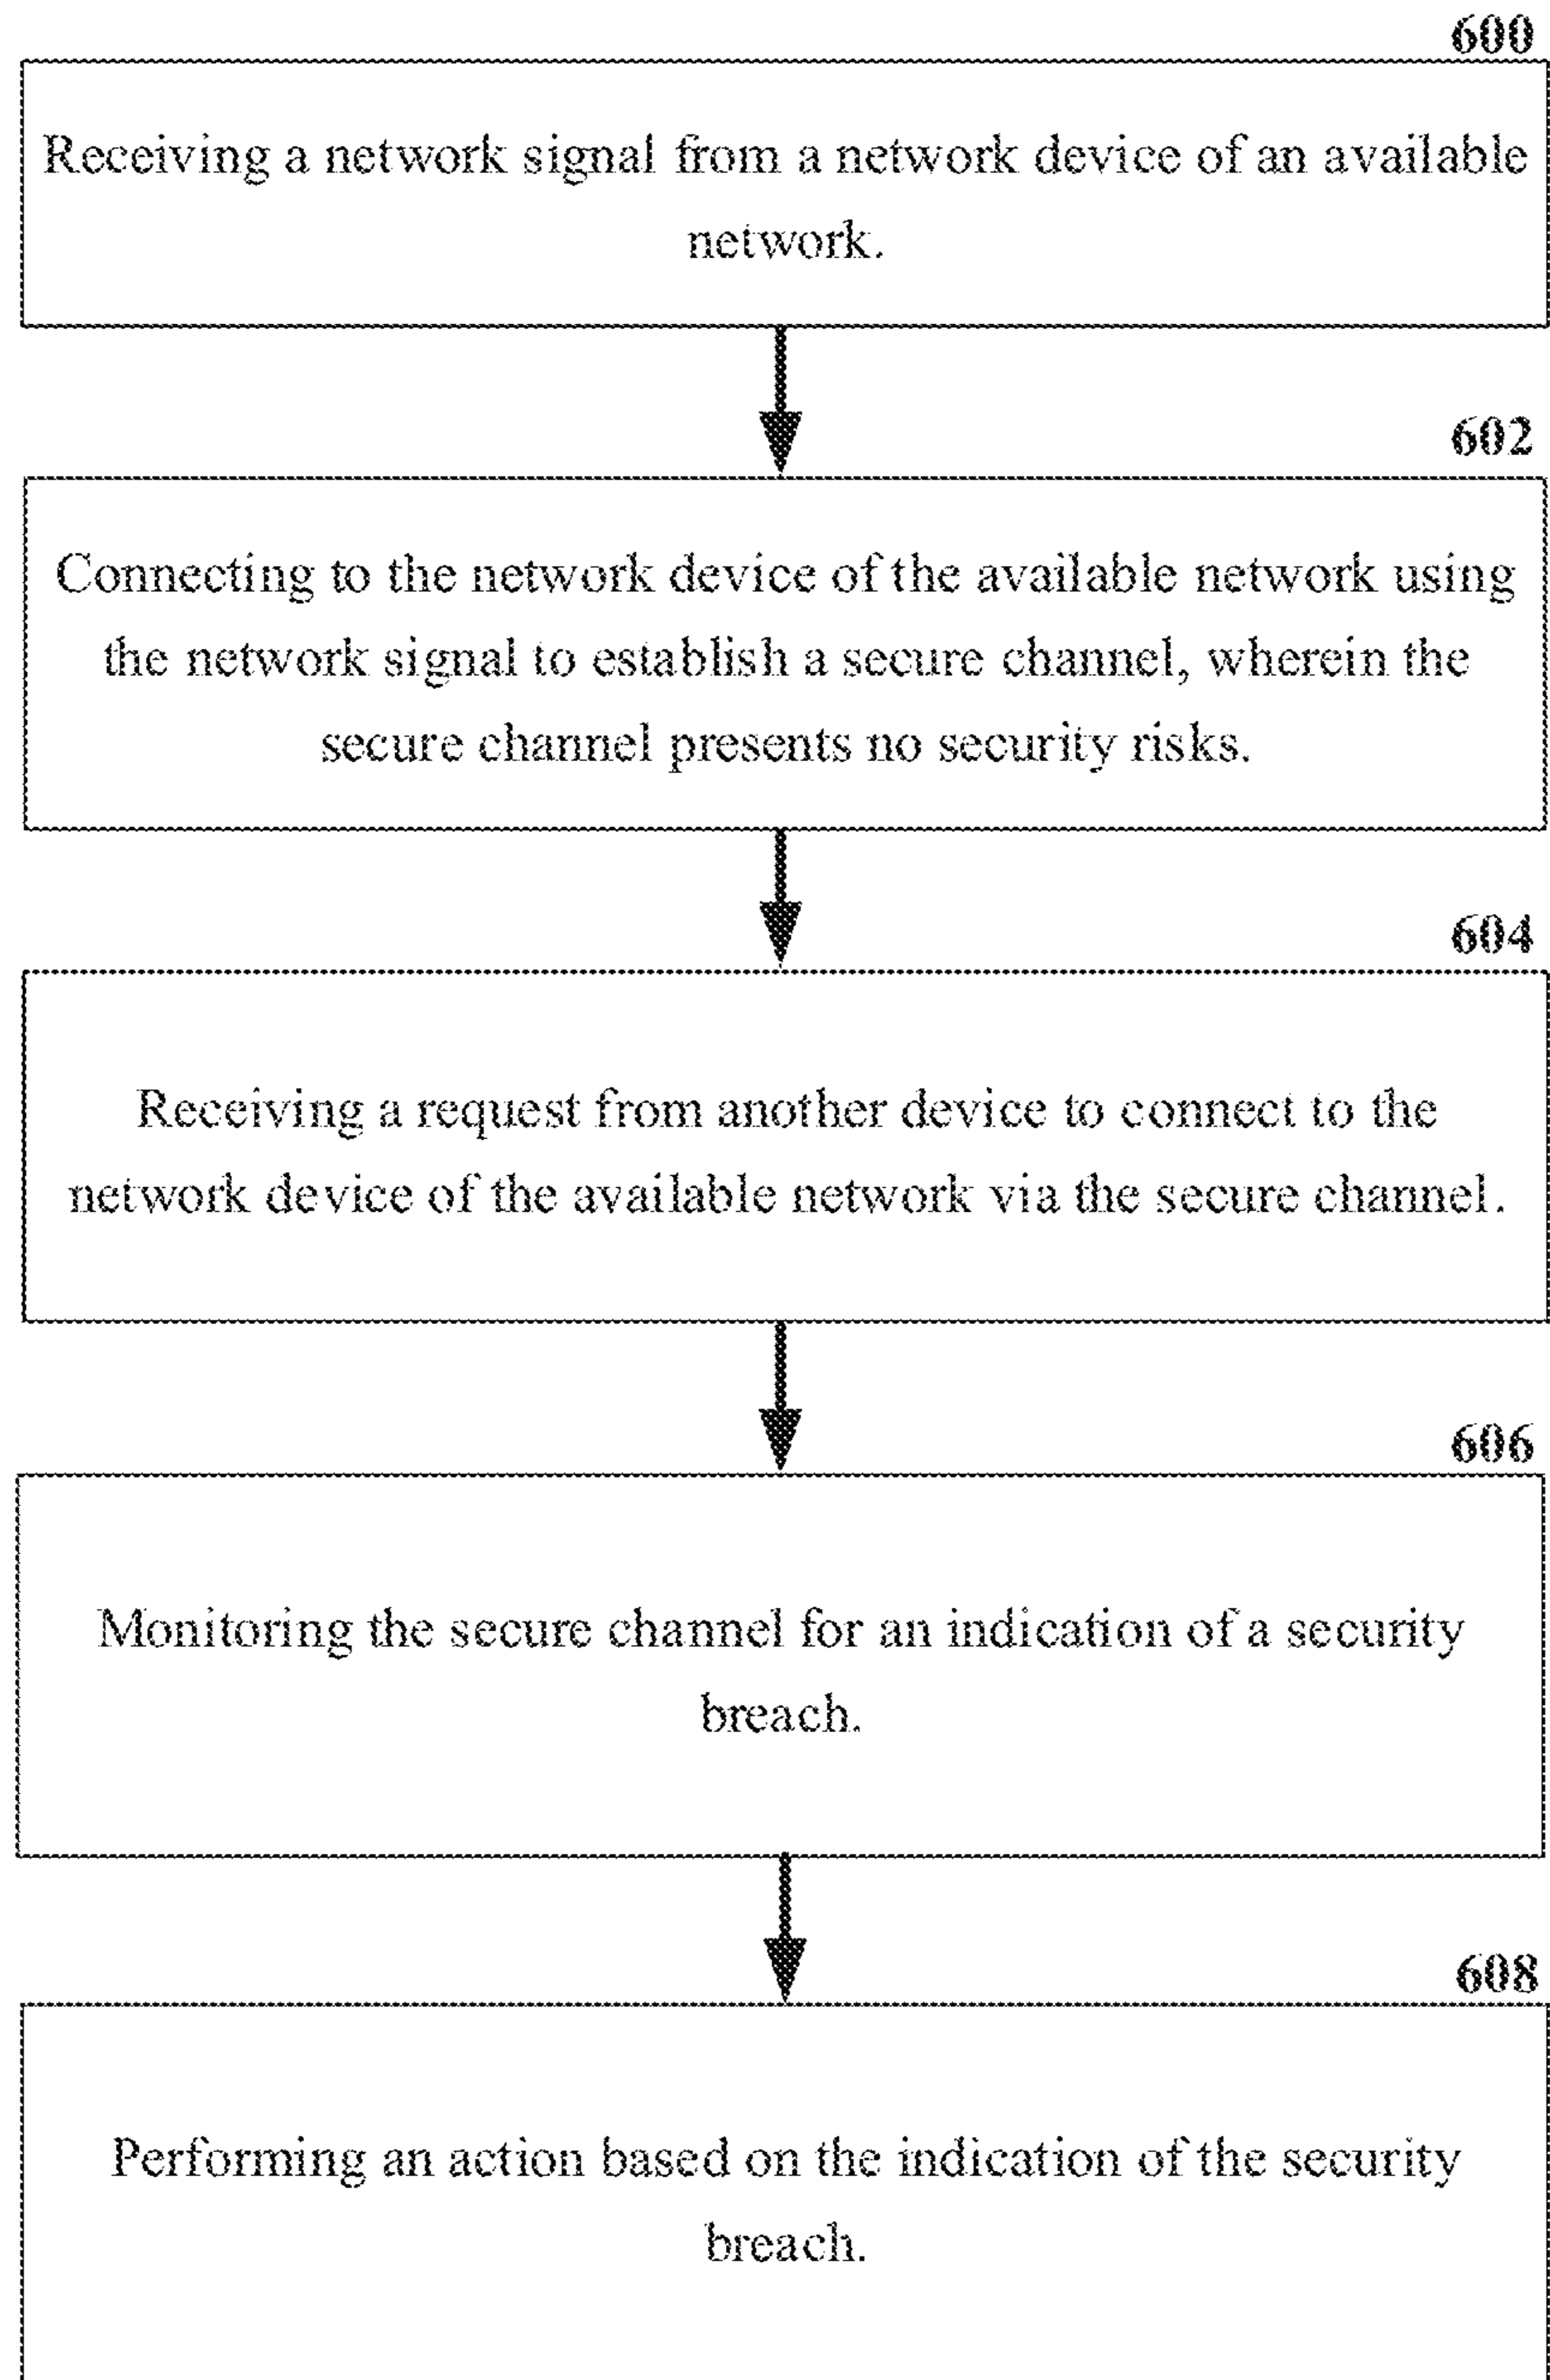 600
Receiving a network signal from a network device of an available
network.
602
Connecting to the network device of the available network using
the network signal to establish a secure channel, wherein the
secure channel presents no security risks.
604
Receiving a request from another device to connect to the
network device of the available network via the secure channel.
606
Monitoring the secure channel for an indication of a security
breach.
608
Performing an action based on the indication of the security
breach.